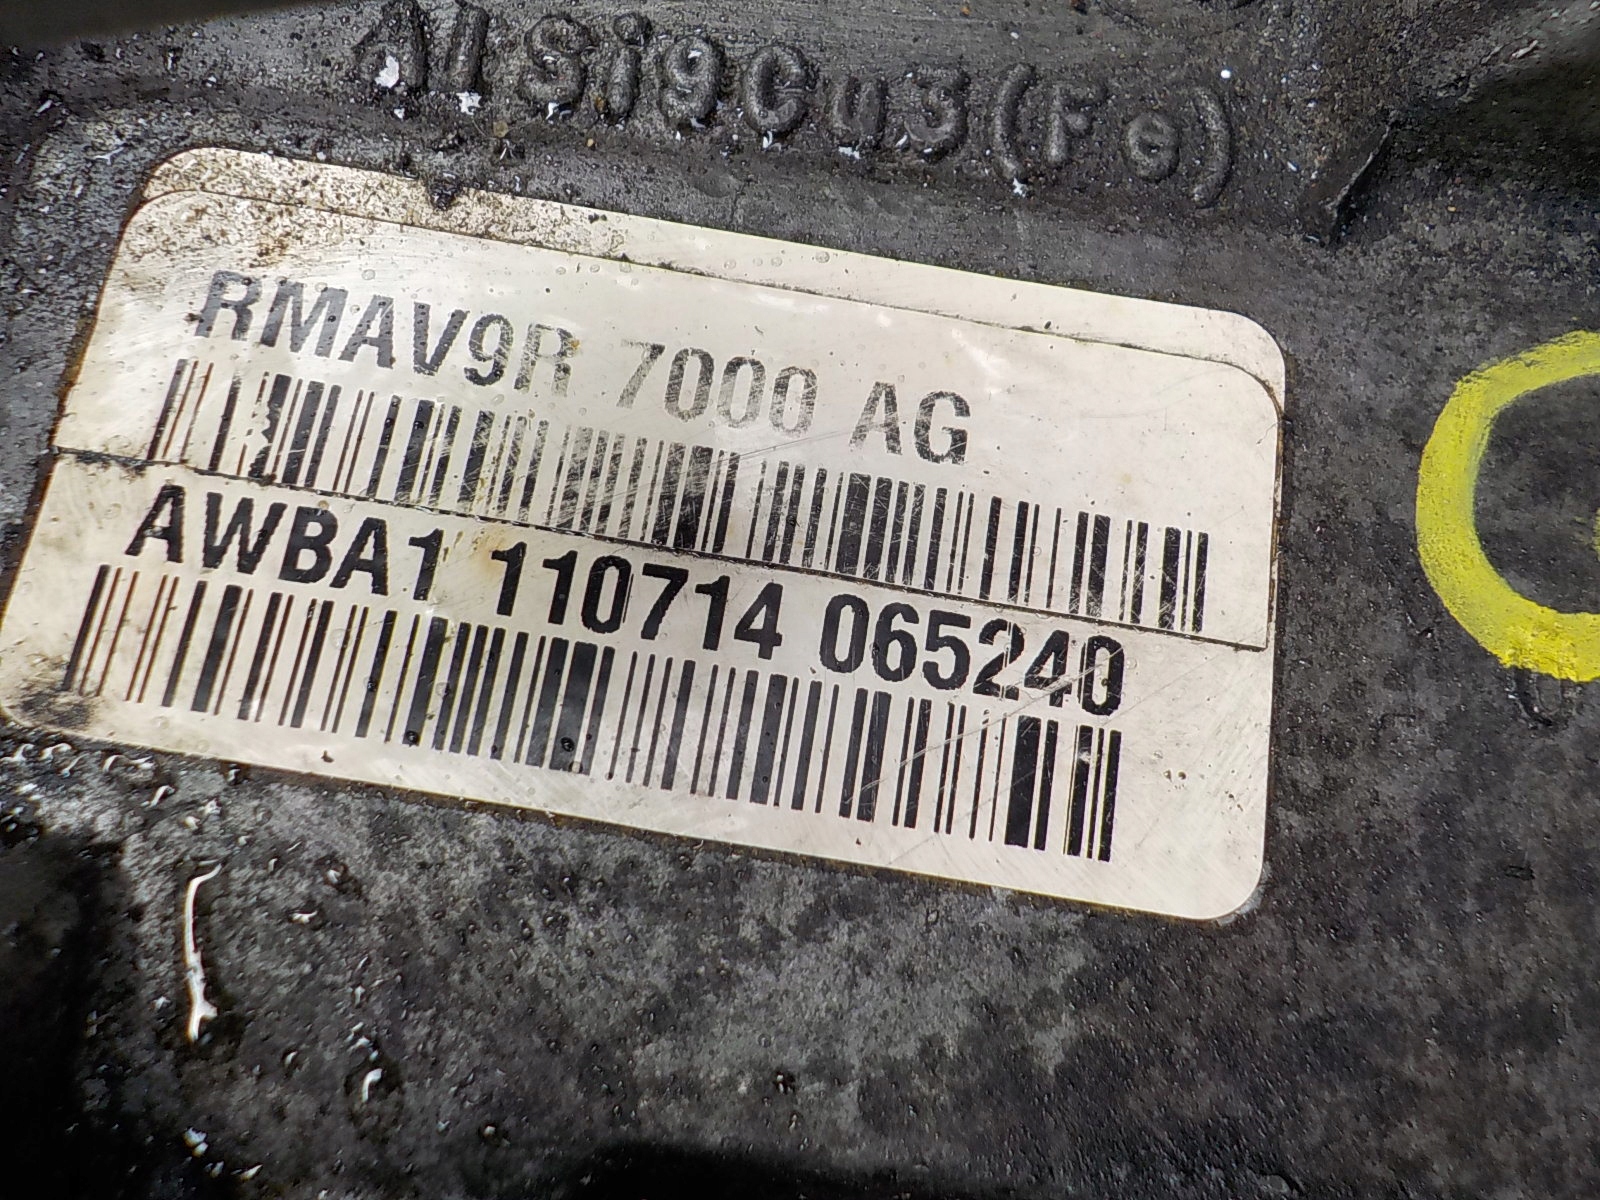 AlSi9Cu3(Fe)
RMAV9R 7000 AG
AWBA1 110714 065240